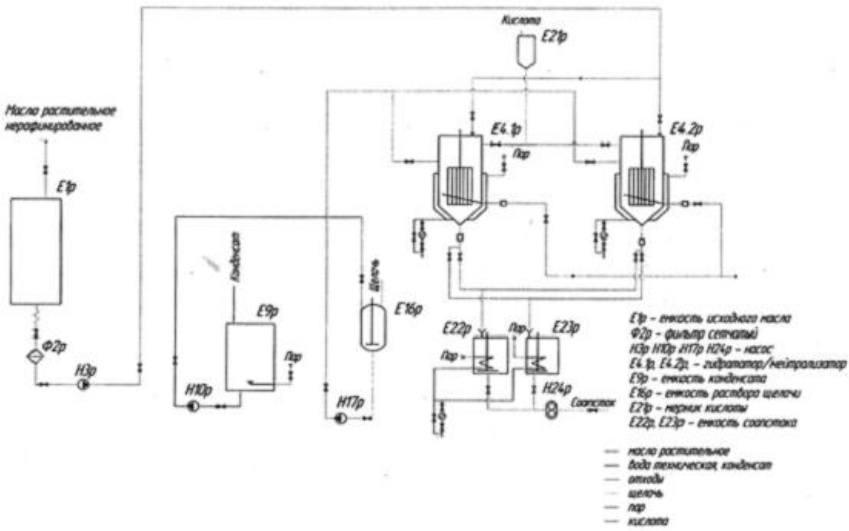 Кислота
Е21р
Масло растительное
нерафинированное
Е1р
Е4.1р
Пар
Е4.2р
Пар
Конденсат
Щелочь
Е9р
Е16р
Пар
Ф2р
Н3р
Н10р
Н17р
Е22р
Пар
Е23р
Пар
Н24р
Соапсток
Е1р – емкость исходного масла
Ф2р – фильтр сетчатый
Н3р Н10р Н17р Н24р – насос
Е4.1р, Е4.2р, – гидрататор/нейтрализатор
Е9р – емкость конденсата
Е16р – емкость раствора щелочи
Е21р – мерник кислоты
Е22р, Е23р – емкость соапстока
масло растительное
вода техническая, конденсат
отходы
щелочь
пар
кислота